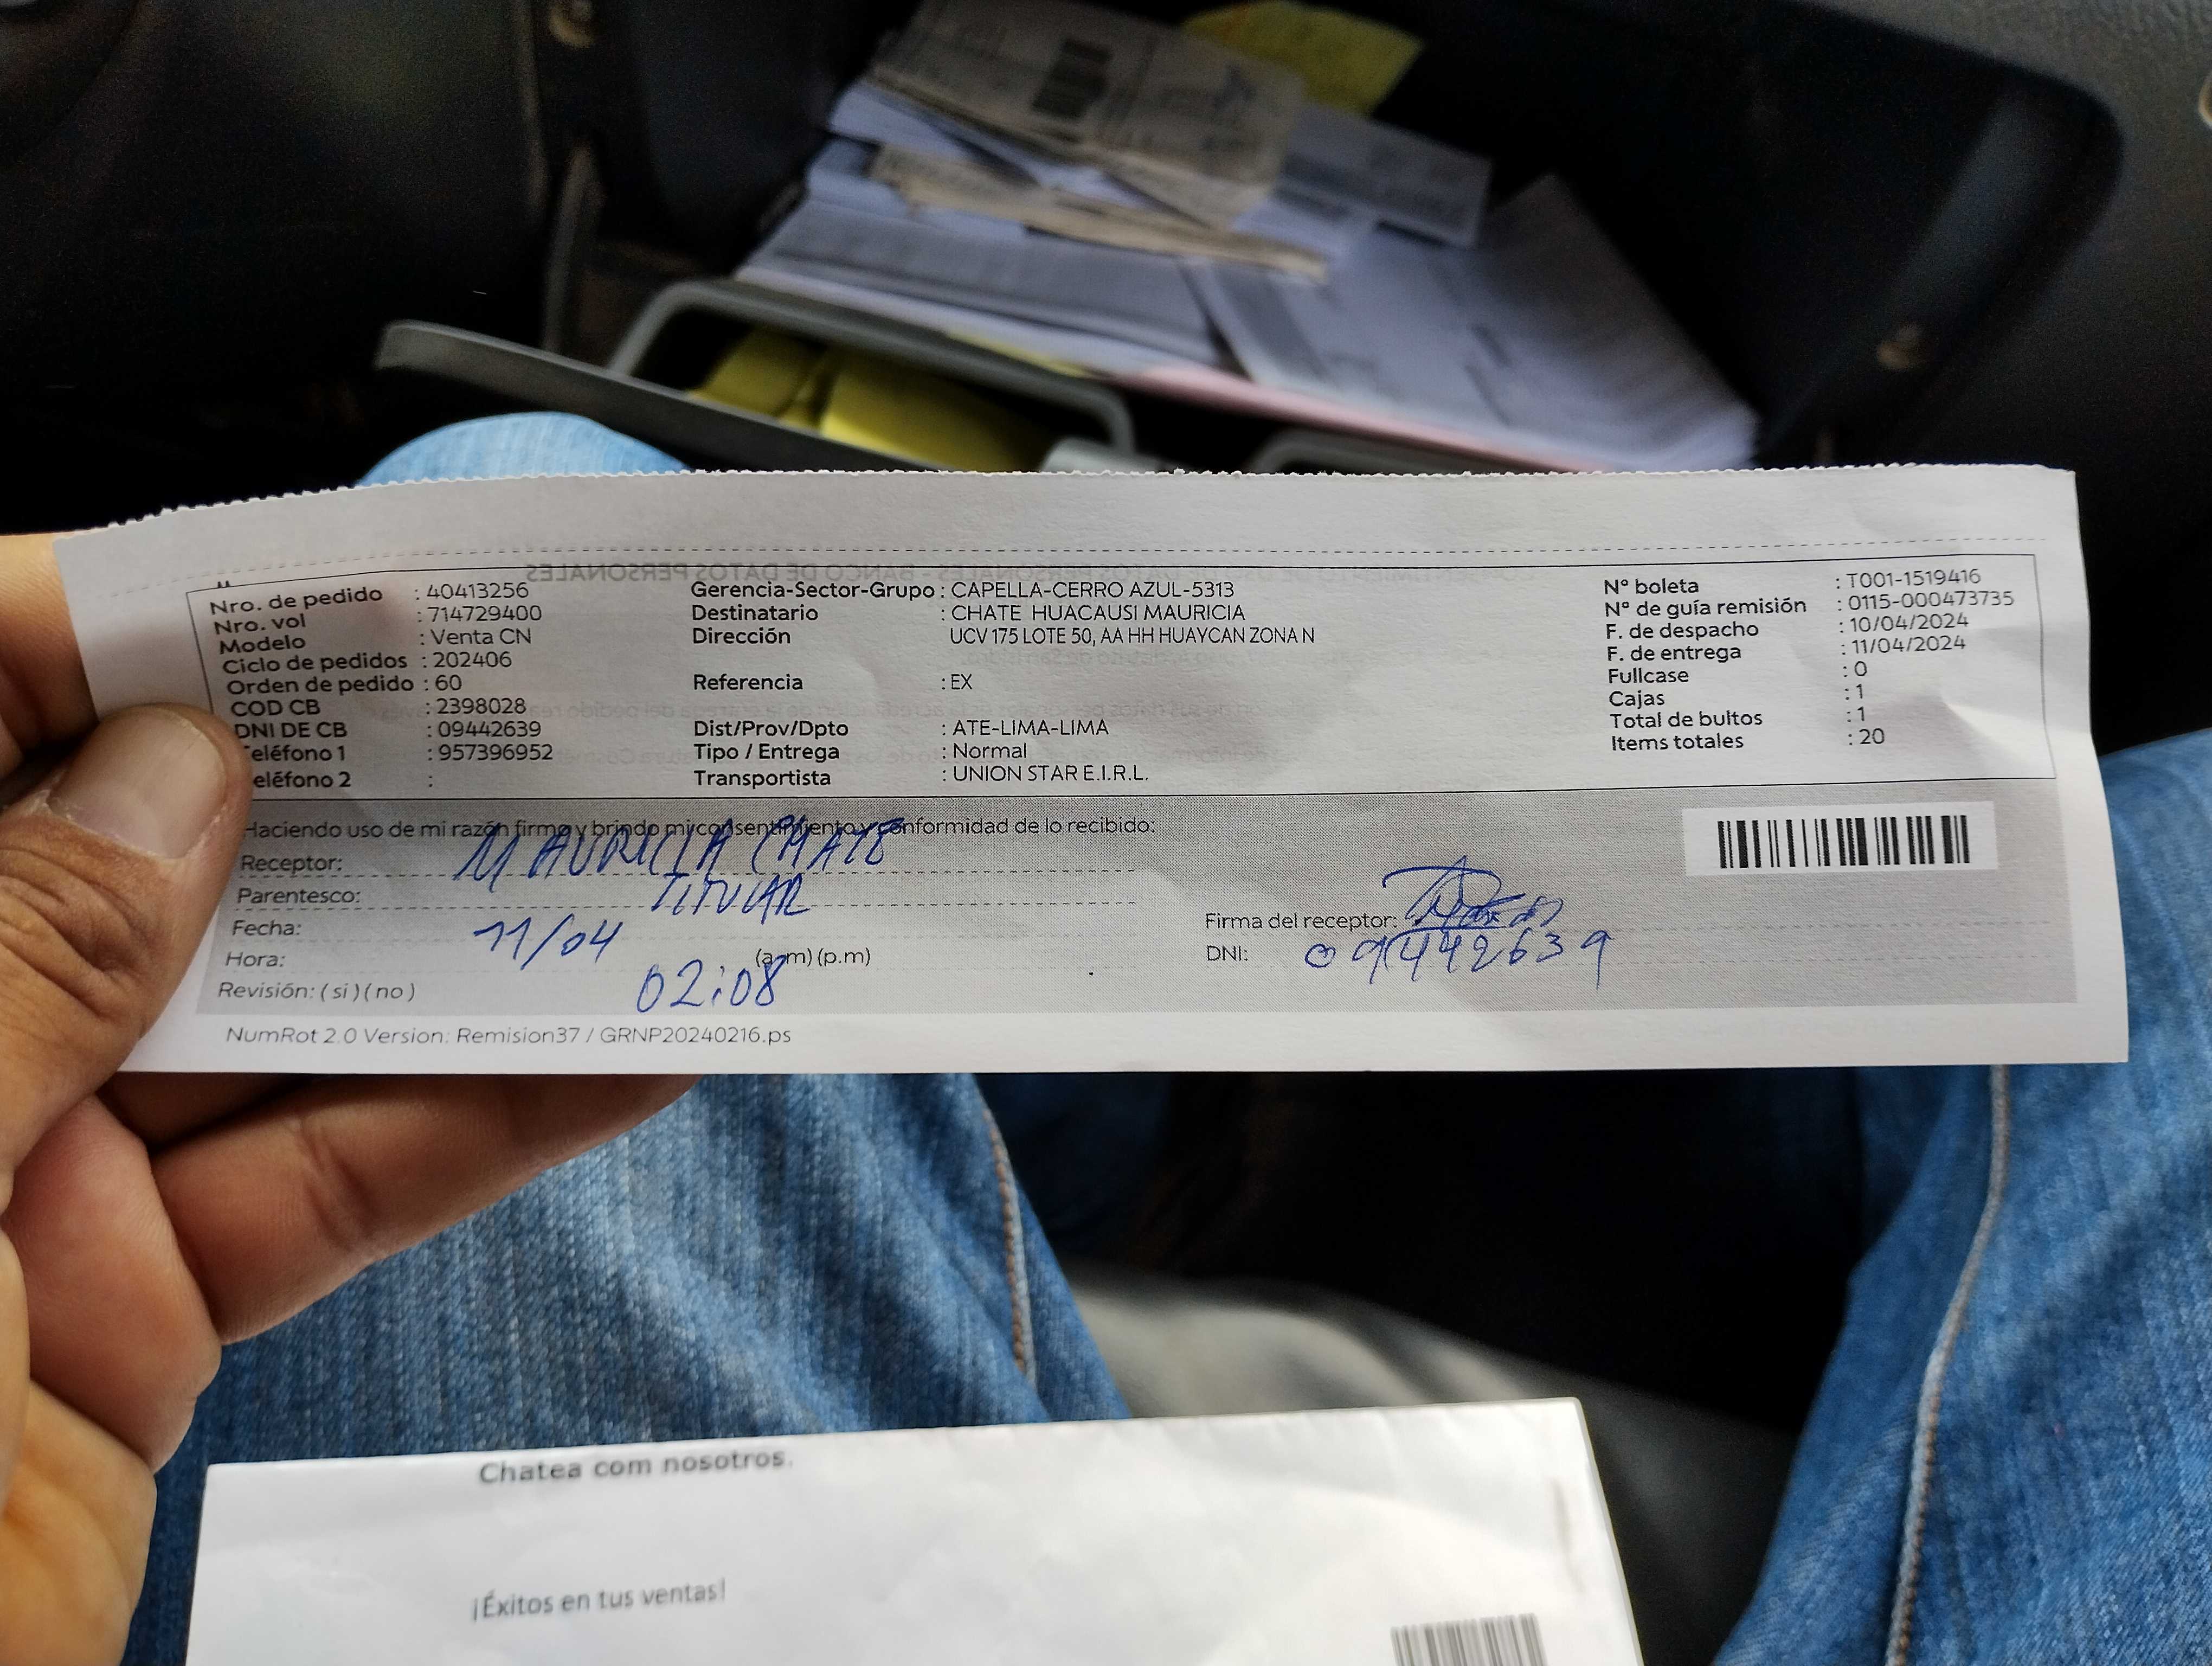 Nro. de pedido : 40413256
Nro. vol : 714729400
Modelo : Venta CN
Ciclo de pedidos : 202406
Orden de pedido : 60
COD CB : 2398028
DNI DE CB : 09442639
eléfono 1 : 957396952
eléfono 2 :
Gerencia-Sector-Grupo : CAPELLA-CERRO AZUL-5313
Destinatario : CHATE HUACAUSI MAURICIA
Dirección UCV 175 LOTE 50, AA HH HUAYCAN ZONA N
Referencia : EX
Dist/Prov/Dpto : ATE-LIMA-LIMA
Tipo / Entrega : Normal
Transportista : UNION STAR E.I.R.L.
Nº boleta : T001-1519416
Nº de guía remisión : 0115-000473735
F. de despacho : 10/04/2024
F. de entrega : 11/04/2024
Fullcase : 0
Cajas : 1
Total de bultos : 1
Items totales : 20
Haciendo uso de mi razón firmo y brindo mi consentimiento y conformidad de lo recibido:
Receptor: MAURICIA CHATE
Parentesco: TITULAR
Fecha: 11/04
Hora: (a.m) (p.m) 02:08
Revisión: ( si ) ( no )
Firma del receptor:
DNI: 09442639
NumRot 2.0 Version: Remision37 / GRNP20240216.ps
Chatea com nosotros.
¡Éxitos en tus ventas!